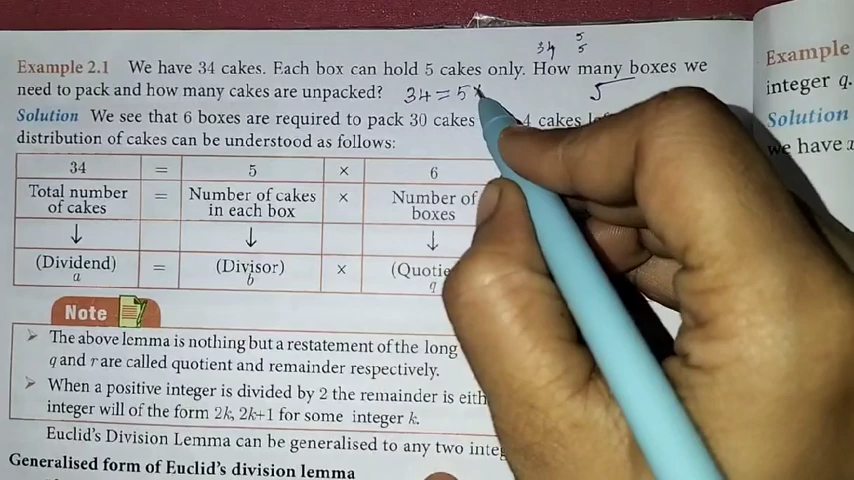 34 5
5
Example 2.1 We have 34 cakes. Each box can hold 5 cakes only. How many boxes we
need to pack and how many cakes are unpacked? 34 = 5×
5
Solution We see that 6 boxes are required to pack 30 cakes 4 cakes
distribution of cakes can be understood as follows:
34 = 5 × 6
Total number of cakes = Number of cakes in each box × Number of boxes
↓ ↓ ↓
(Dividend) a = (Divisor) b × q
Note
➢ The above lemma is nothing but a restatement of the long
q and r are called quotient and remainder respectively.
➢ When a positive integer is divided by 2 the remainder is
integer will of the form 2k, 2k+1 for some integer k.
Euclid's Division Lemma can be generalised to any two
Generalised form of Euclid's division lemma
Example
integer q.
Solution
we have